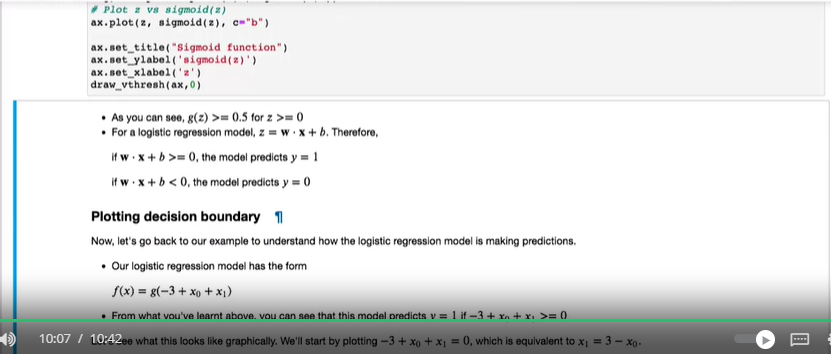 # Plot z vs sigmoid(z)
ax.plot(z, sigmoid(z), c="b")
ax.set_title("Sigmoid function")
ax.set_ylabel('sigmoid(z)')
ax.set_xlabel('z')
draw_vthresh(ax,0)
• As you can see, g(z) >= 0.5 for z >= 0
• For a logistic regression model, z = w · x + b. Therefore,
if w · x + b >= 0, the model predicts y = 1
if w · x + b < 0, the model predicts y = 0
Plotting decision boundary ¶
Now, let's go back to our example to understand how the logistic regression model is making predictions.
• Our logistic regression model has the form
f(x) = g(−3 + x₀ + x₁)
• From what you've learnt above, you can see that this model predicts y = 1 if −3 + x₀ + x₁ >= 0
10:07 / 10:42
see what this looks like graphically. We'll start by plotting −3 + x₀ + x₁ = 0, which is equivalent to x₁ = 3 − x₀.